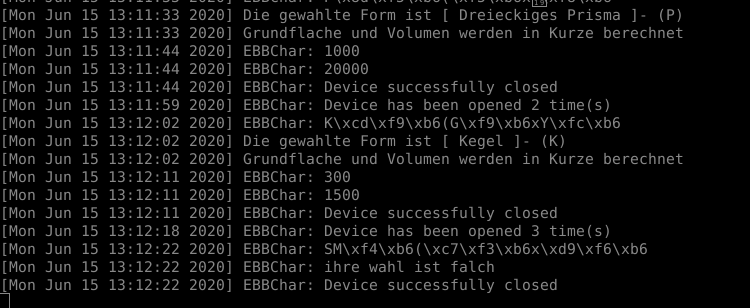 [Mon Jun 15 13:11:33 2020] Die gewahlte Form ist [ Dreieckiges Prisma ]- (P)
[Mon Jun 15 13:11:33 2020] Grundflache und Volumen werden in Kurze berechnet
[Mon Jun 15 13:11:44 2020] EBBChar: 1000
[Mon Jun 15 13:11:44 2020] EBBChar: 20000
[Mon Jun 15 13:11:44 2020] EBBChar: Device successfully closed
[Mon Jun 15 13:11:59 2020] EBBChar: Device has been opened 2 time(s)
[Mon Jun 15 13:12:02 2020] EBBChar: K\xcd\xf9\xb6(G\xf9\xb6xY\xfc\xb6
[Mon Jun 15 13:12:02 2020] Die gewahlte Form ist [ Kegel ]- (K)
[Mon Jun 15 13:12:02 2020] Grundflache und Volumen werden in Kurze berechnet
[Mon Jun 15 13:12:11 2020] EBBChar: 300
[Mon Jun 15 13:12:11 2020] EBBChar: 1500
[Mon Jun 15 13:12:11 2020] EBBChar: Device successfully closed
[Mon Jun 15 13:12:18 2020] EBBChar: Device has been opened 3 time(s)
[Mon Jun 15 13:12:22 2020] EBBChar: SM\xf4\xb6(\xc7\xf3\xb6x\xd9\xf6\xb6
[Mon Jun 15 13:12:22 2020] EBBChar: ihre wahl ist falch
[Mon Jun 15 13:12:22 2020] EBBChar: Device successfully closed